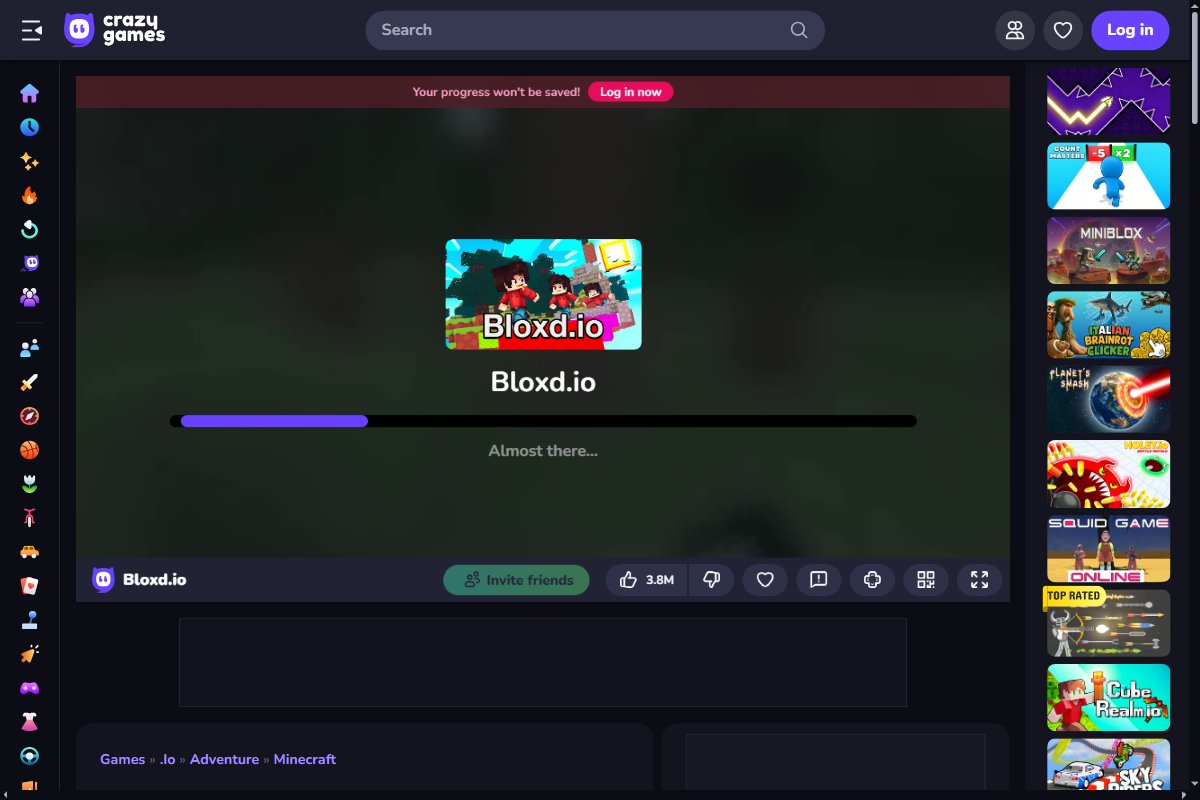 crazy
games
Search
Log in
Your progress won't be saved!
Log in now
Bloxd.io
Bloxd.io
Almost there...
Bloxd.io
Invite friends
3.8M
Games » .Io » Adventure » Minecraft
COUNT
MASTERS
-5
x2
MINIBLOX
ITALIAN
BRAINROT
CLICKER
PLANET'S
SMASH
HOLEY.IO
SQUID GAME
ONLINE
TOP RATED
Cube
Realm.io
SKY
RIDERS